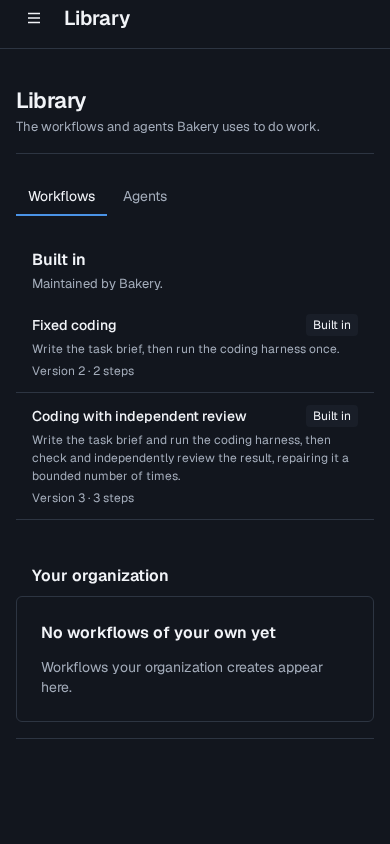 Library
Library
The workflows and agents Bakery uses to do work.
Workflows Agents
Built in
Maintained by Bakery.
Fixed coding Built in
Write the task brief, then run the coding harness once.
Version 2 · 2 steps
Coding with independent review Built in
Write the task brief and run the coding harness, then
check and independently review the result, repairing it a
bounded number of times.
Version 3 · 3 steps
Your organization
No workflows of your own yet
Workflows your organization creates appear
here.